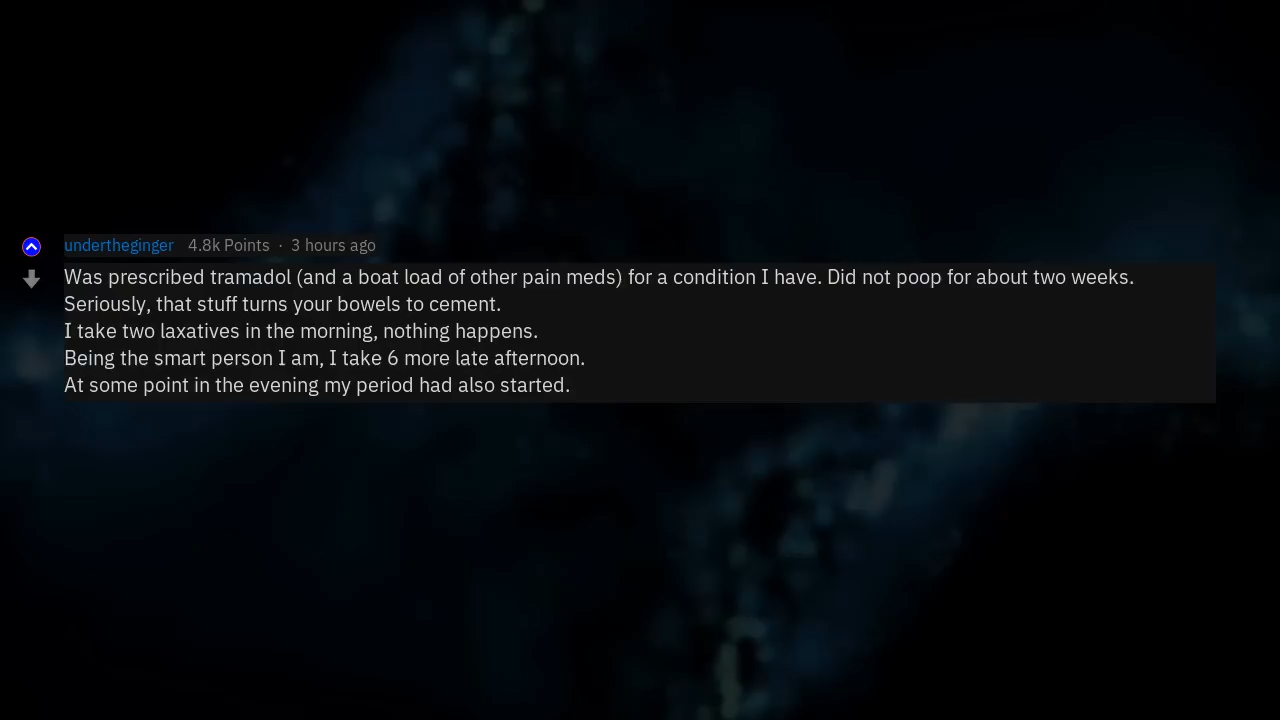 undertheginger 4.8k Points · 3 hours ago
Was prescribed tramadol (and a boat load of other pain meds) for a condition I have. Did not poop for about two weeks.
Seriously, that stuff turns your bowels to cement.
I take two laxatives in the morning, nothing happens.
Being the smart person I am, I take 6 more late afternoon.
At some point in the evening my period had also started.